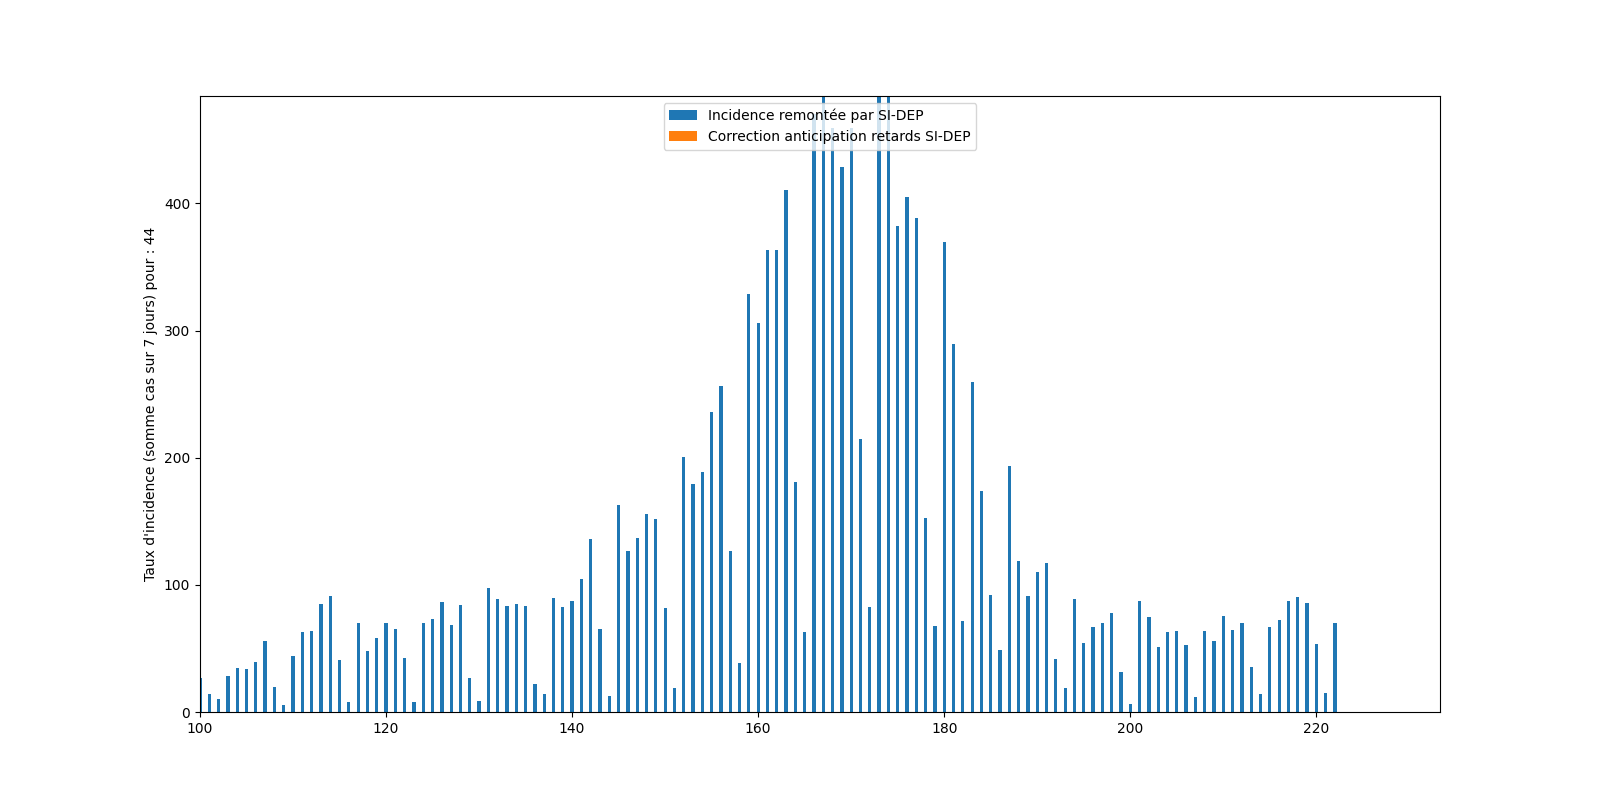 Incidence remontée par SI-DEP
Correction anticipation retards SI-DEP
Taux d'incidence (somme cas sur 7 jours) pour : 44
400
300
200
100
0
100 120 140 160 180 200 220